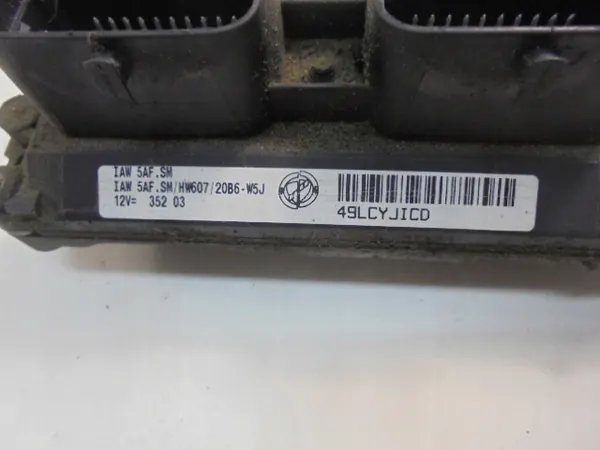 IAW 5AF.SM
IAW 5AF.SM/HW607/20B6-W5J
12V= 352 03
49LCYJICD